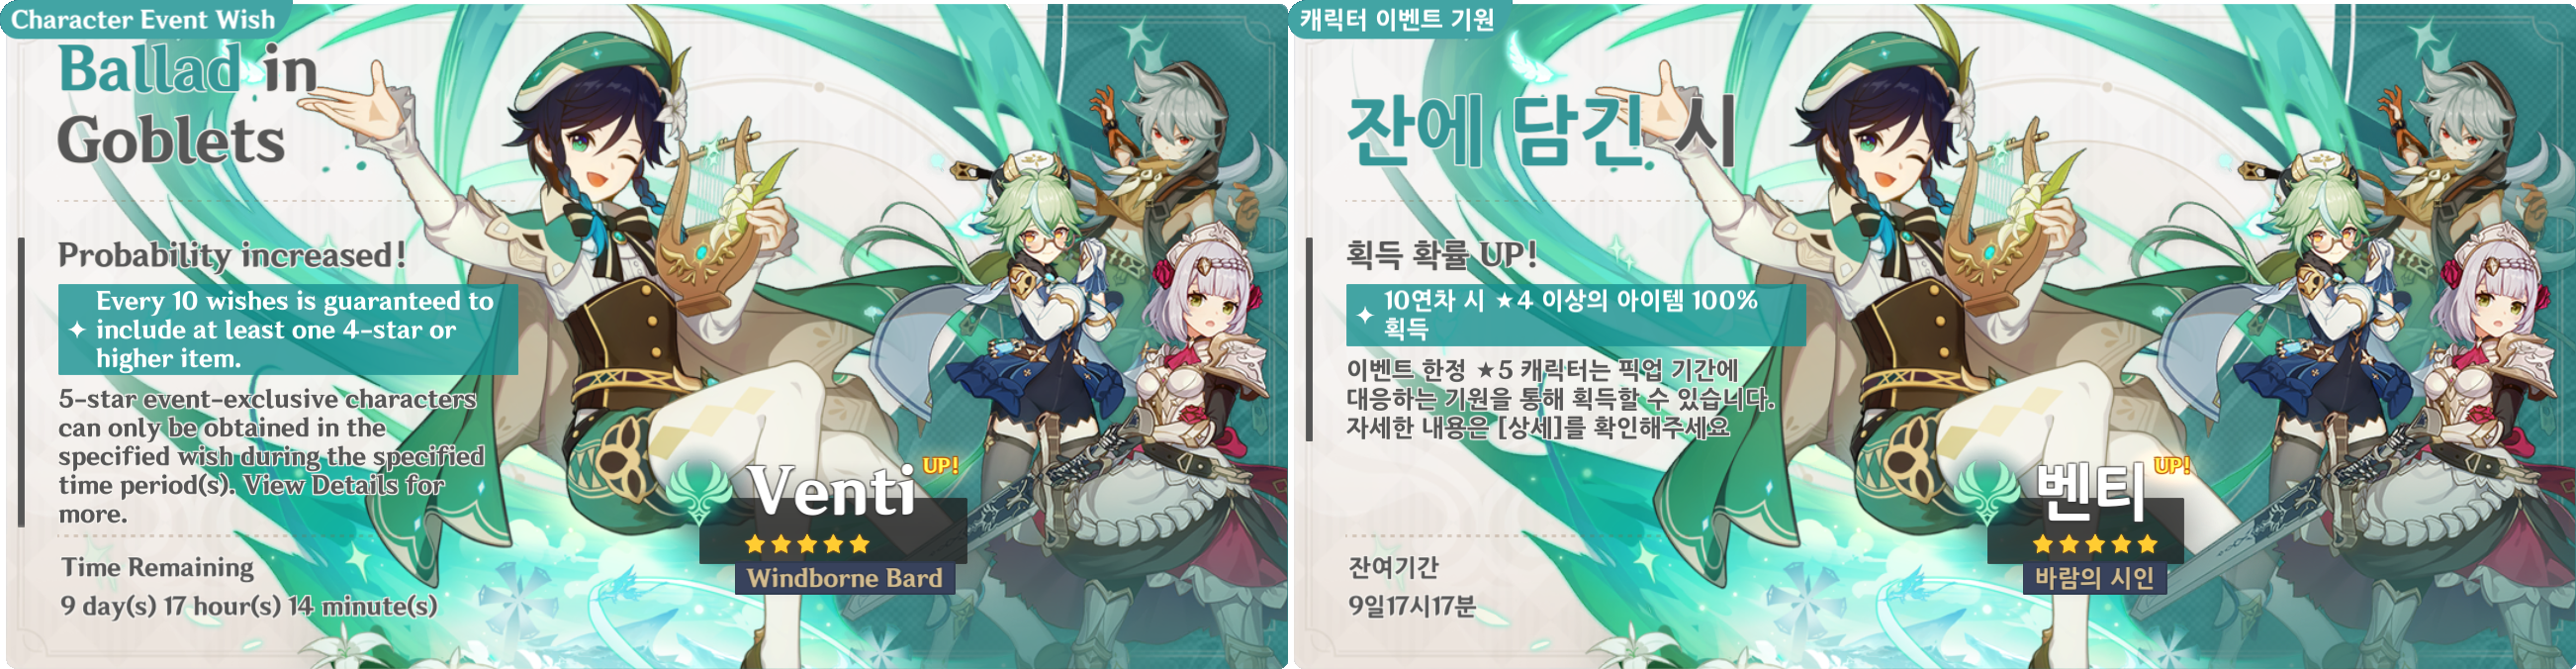 Character Event Wish
Ballad in
Goblets
Probability increased!
Every 10 wishes is guaranteed to
include at least one 4-star or
higher item.
5-star event-exclusive characters
can only be obtained in the
specified wish during the specified
time period(s). View Details for
more.
Time Remaining
9 day(s) 17 hour(s) 14 minute(s)
Venti
UP!
Windborne Bard
캐릭터 이벤트 기원
잔에 담긴 시
획득 확률 UP!
10연차 시 ★4 이상의 아이템 100%
획득
이벤트 한정 ★5 캐릭터는 픽업 기간에
대응하는 기원을 통해 획득할 수 있습니다.
자세한 내용은 [상세]를 확인해주세요
잔여기간
9일17시17분
벤티
UP!
바람의 시인